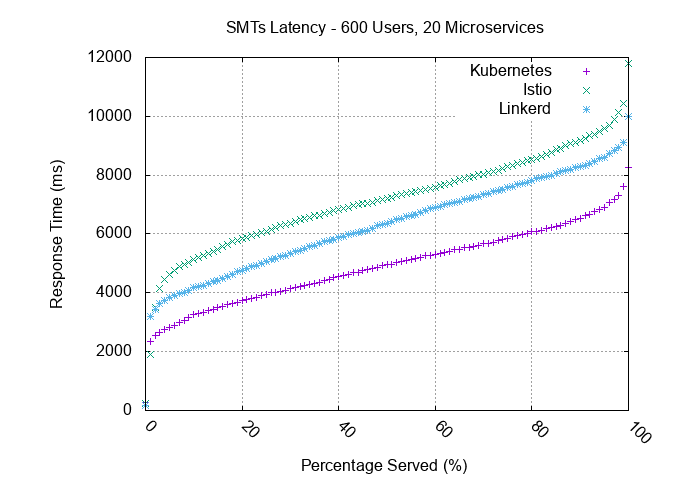 SMTs Latency - 600 Users, 20 Microservices
Response Time (ms)
12000
10000
8000
6000
4000
2000
0
Kubernetes
Istio
Linkerd
0
20
40
60
80
100
Percentage Served (%)